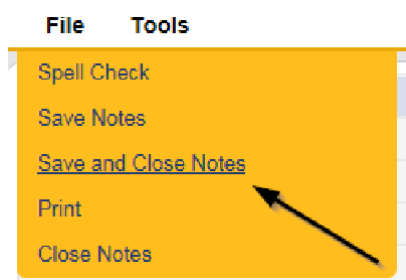 File Tools
Spell Check
Save Notes
Save and Close Notes
Print
Close Notes